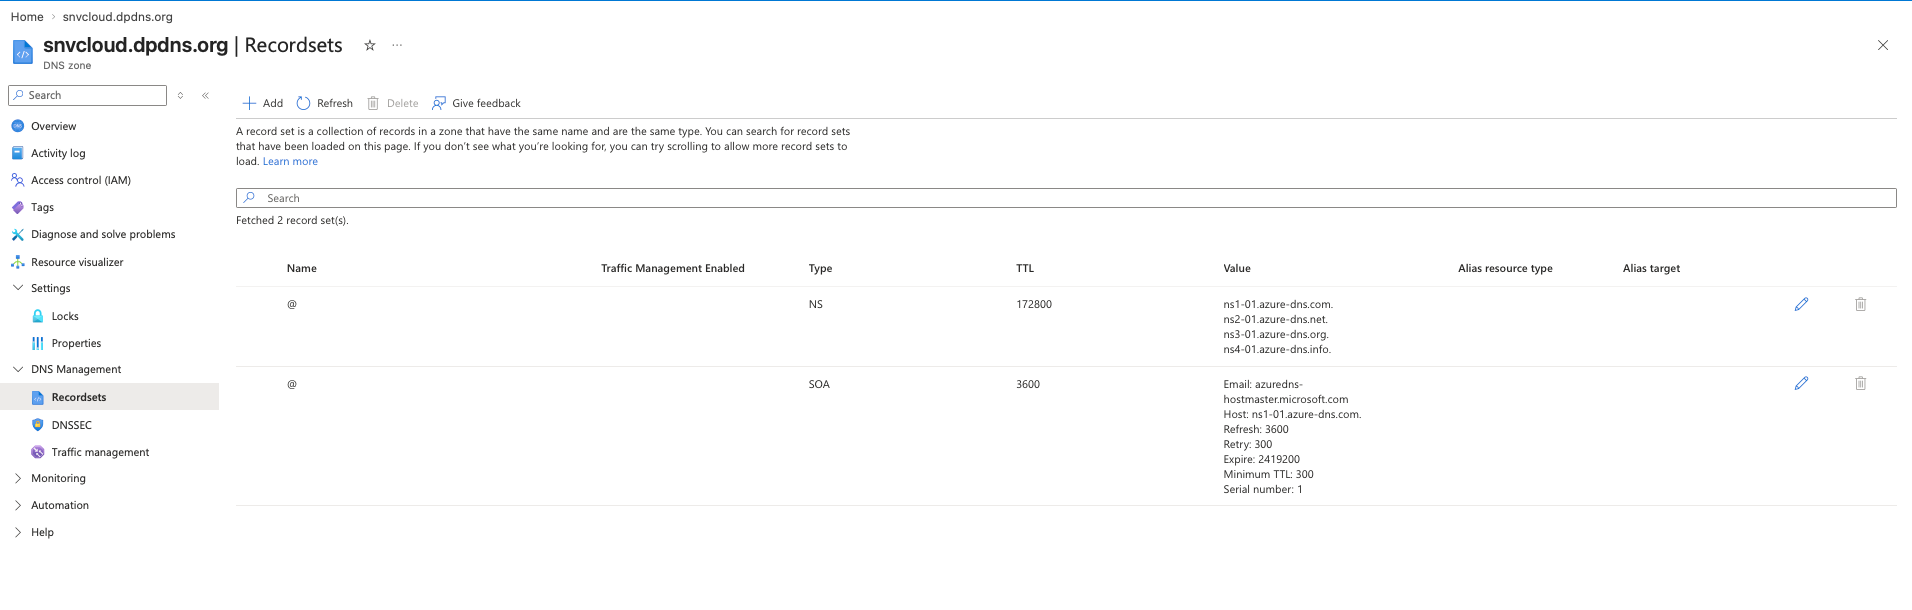 Home › snvcloud.dpdns.org
snvcloud.dpdns.org | Recordsets ☆ ···
DNS zone
Search
Overview
Activity log
Access control (IAM)
Tags
Diagnose and solve problems
Resource visualizer
Settings
Locks
Properties
DNS Management
Recordsets
DNSSEC
Traffic management
Monitoring
Automation
Help
Add Refresh Delete Give feedback
A record set is a collection of records in a zone that have the same name and are the same type. You can search for record sets
that have been loaded on this page. If you don't see what you're looking for, you can try scrolling to allow more record sets to
load. Learn more
Search
Fetched 2 record set(s).
Name Traffic Management Enabled Type TTL Value Alias resource type Alias target
@ NS 172800 ns1-01.azure-dns.com.
ns2-01.azure-dns.net.
ns3-01.azure-dns.org.
ns4-01.azure-dns.info.
@ SOA 3600 Email: azuredns-
hostmaster.microsoft.com
Host: ns1-01.azure-dns.com.
Refresh: 3600
Retry: 300
Expire: 2419200
Minimum TTL: 300
Serial number: 1